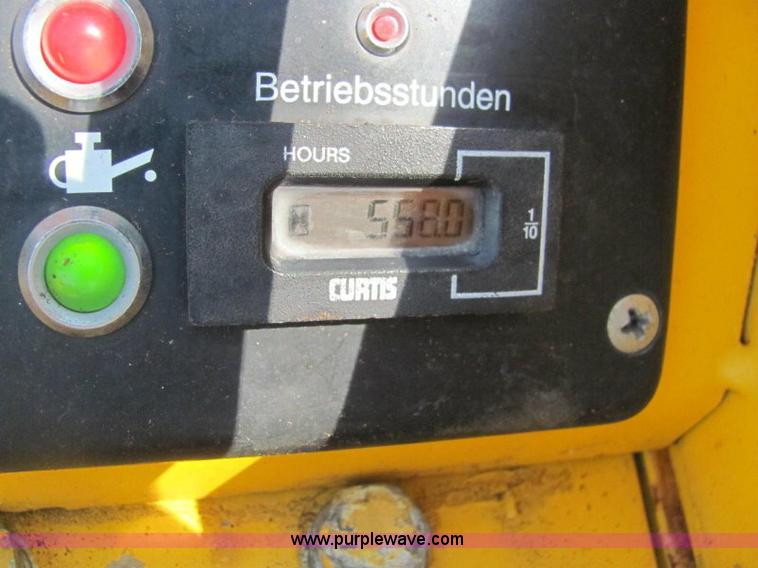 Betriebsstunden
HOURS
558.0
1/10
CURTIS
www.purplewave.com